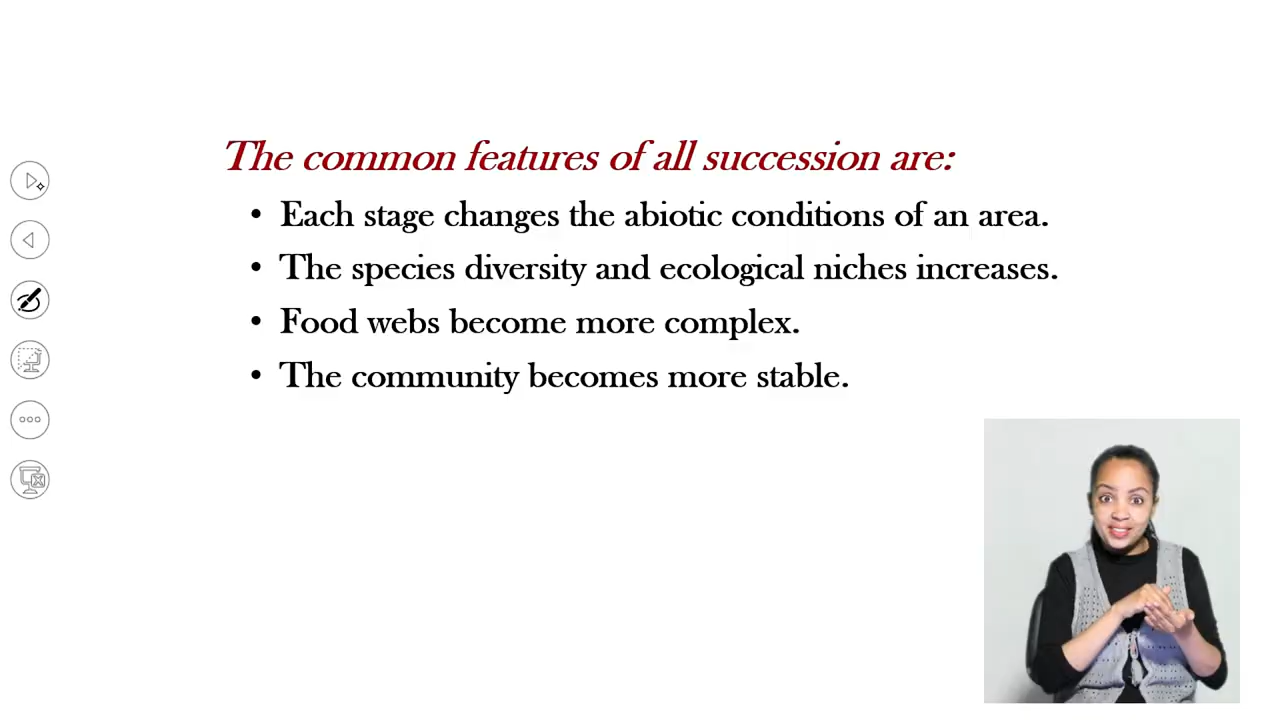 The common features of all succession are:
• Each stage changes the abiotic conditions of an area.
• The species diversity and ecological niches increases.
• Food webs become more complex.
• The community becomes more stable.